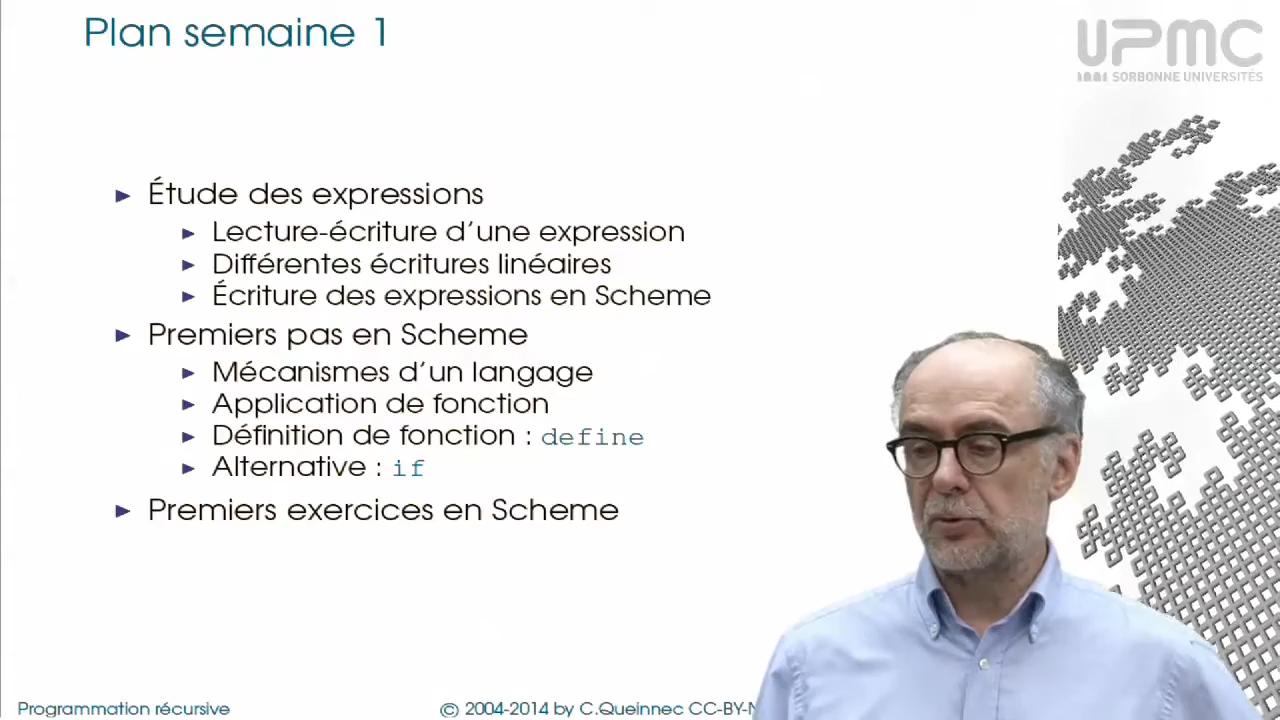 Plan semaine 1
UPMC
SORBONNE UNIVERSITÉS
► Étude des expressions
► Lecture-écriture d'une expression
► Différentes écritures linéaires
► Écriture des expressions en Scheme
► Premiers pas en Scheme
► Mécanismes d'un langage
► Application de fonction
► Définition de fonction : define
► Alternative : if
► Premiers exercices en Scheme
Programmation récursive
© 2004-2014 by C.Queinnec CC-BY-N